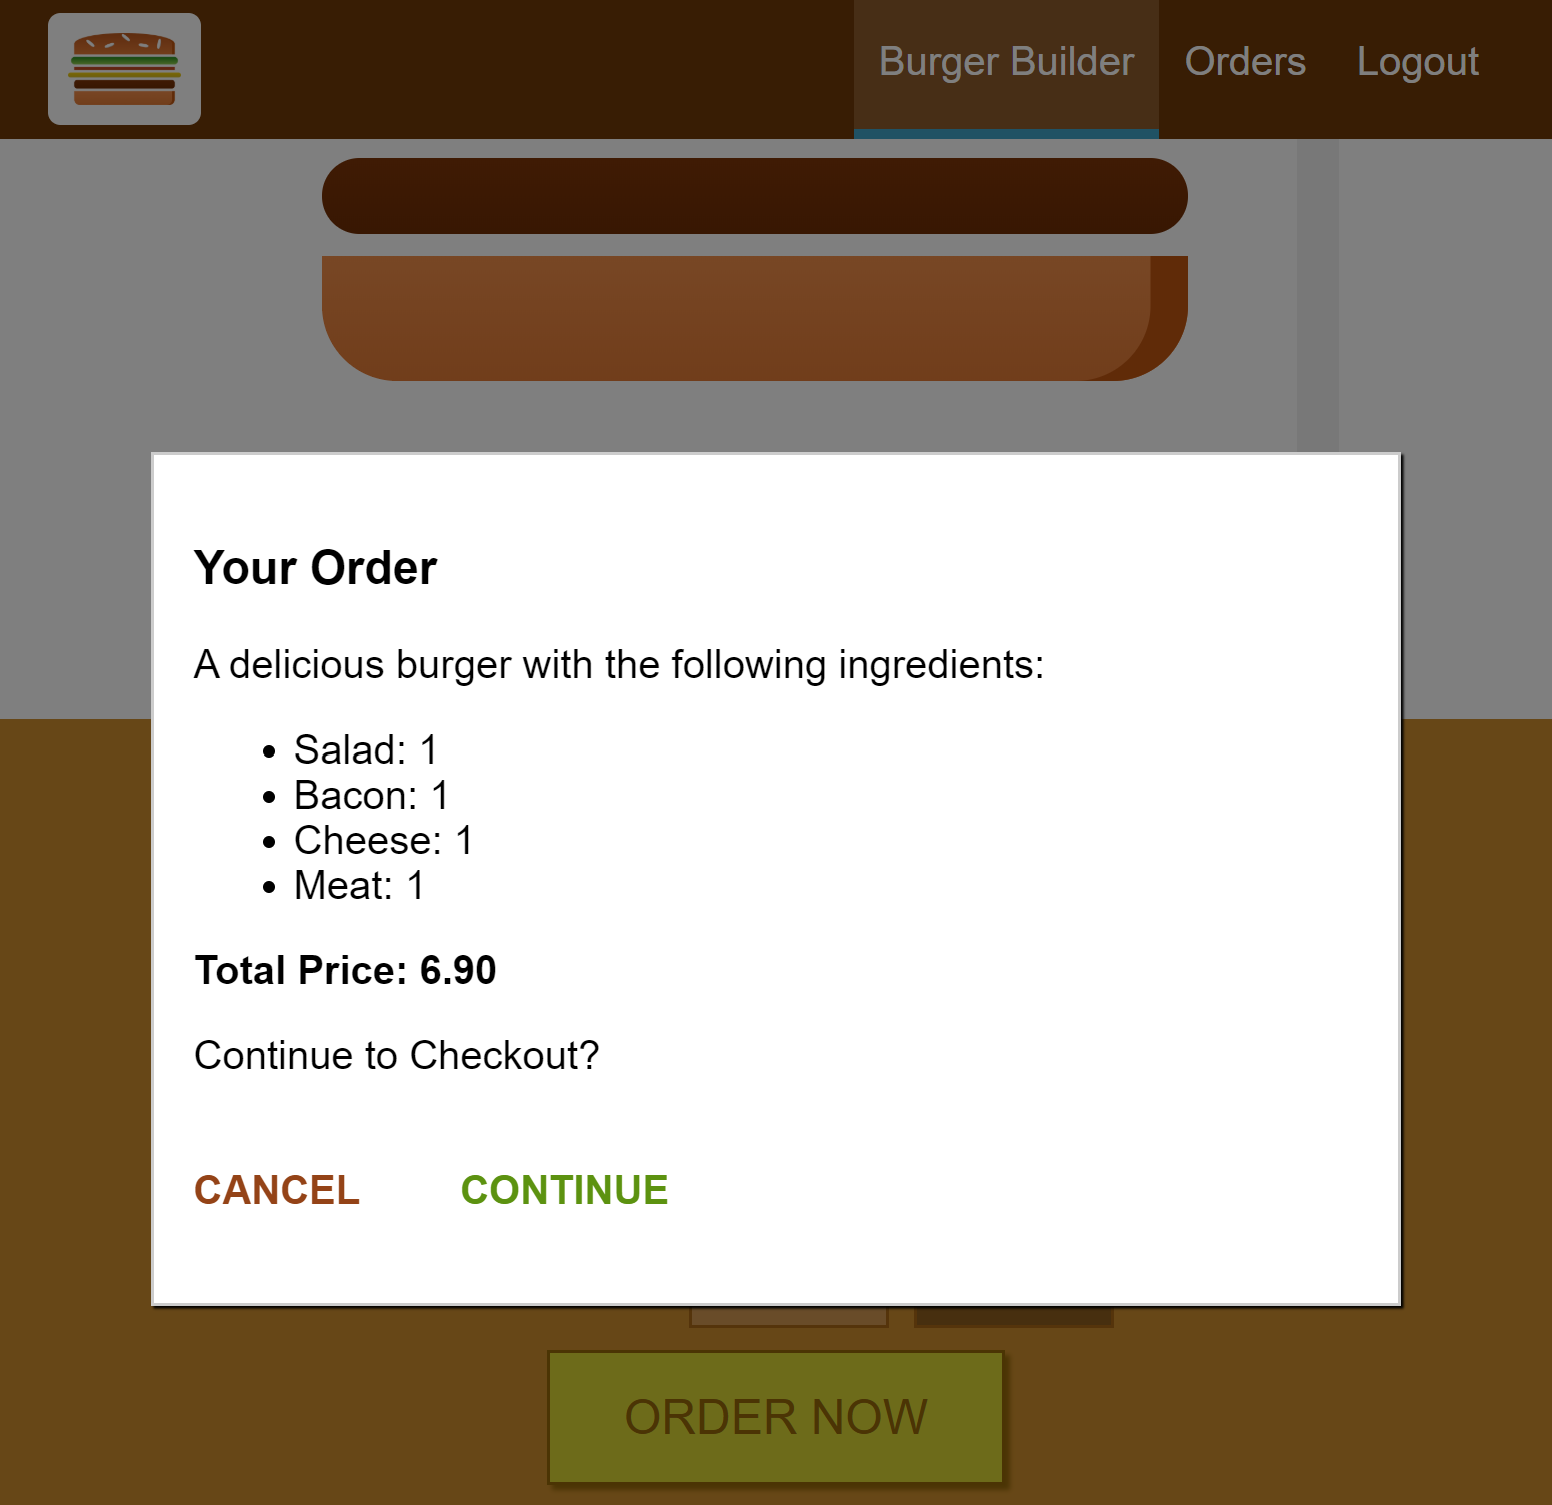 Burger Builder Orders Logout
Your Order
A delicious burger with the following ingredients:
Salad: 1
Bacon: 1
Cheese: 1
Meat: 1
Total Price: 6.90
Continue to Checkout?
CANCEL CONTINUE
ORDER NOW